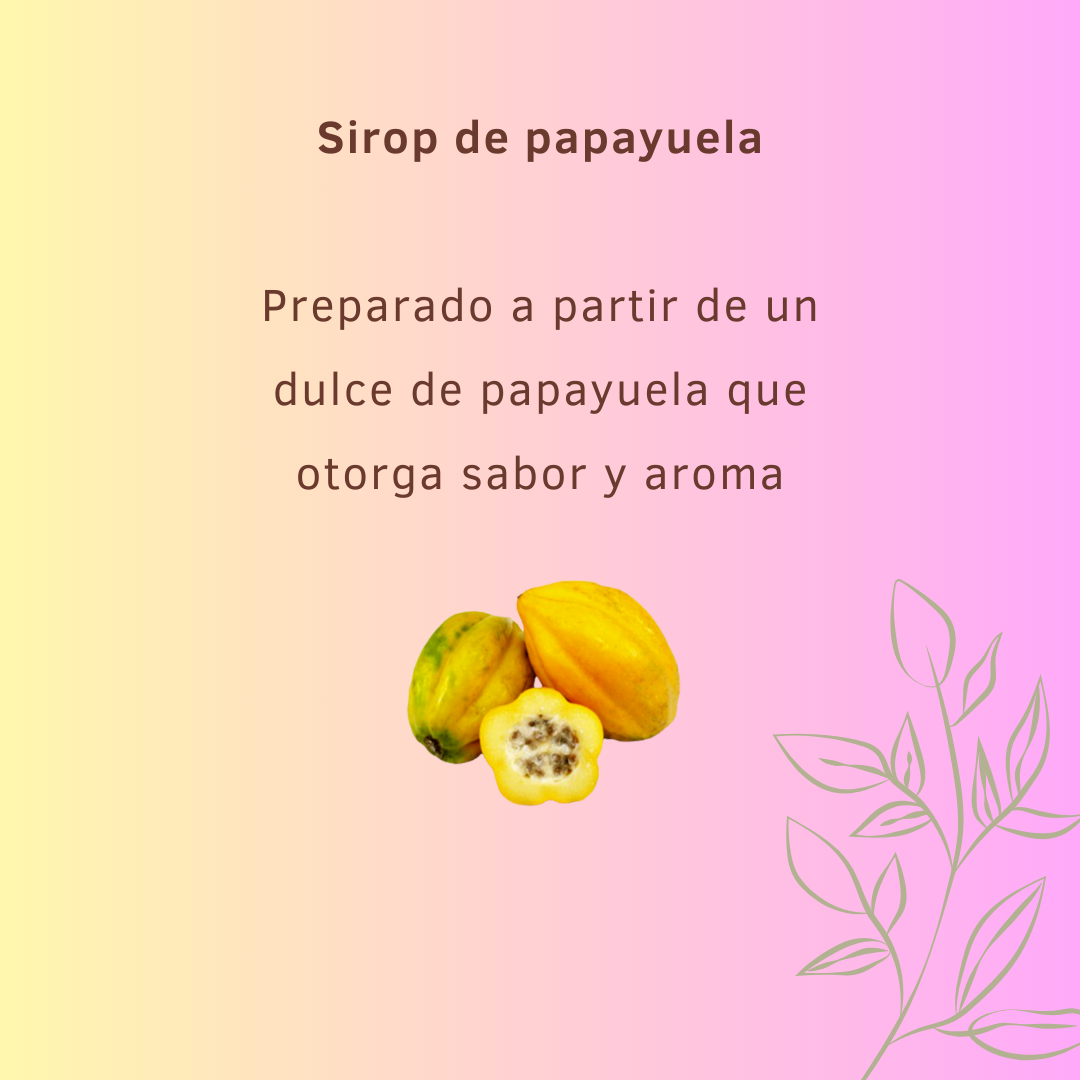 Sirop de papayuela
Preparado a partir de un
dulce de papayuela que
otorga sabor y aroma